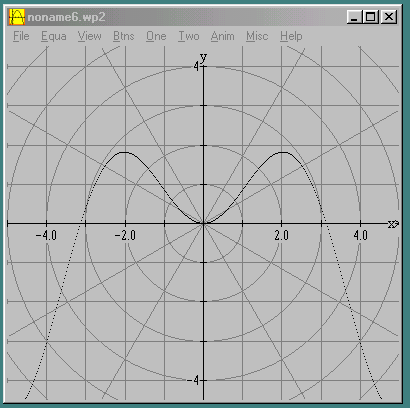 noname6.wp2
File Equa View Btns One Two Anim Misc Help
y
4
-4.0 -2.0 2.0 4.0 x
-4